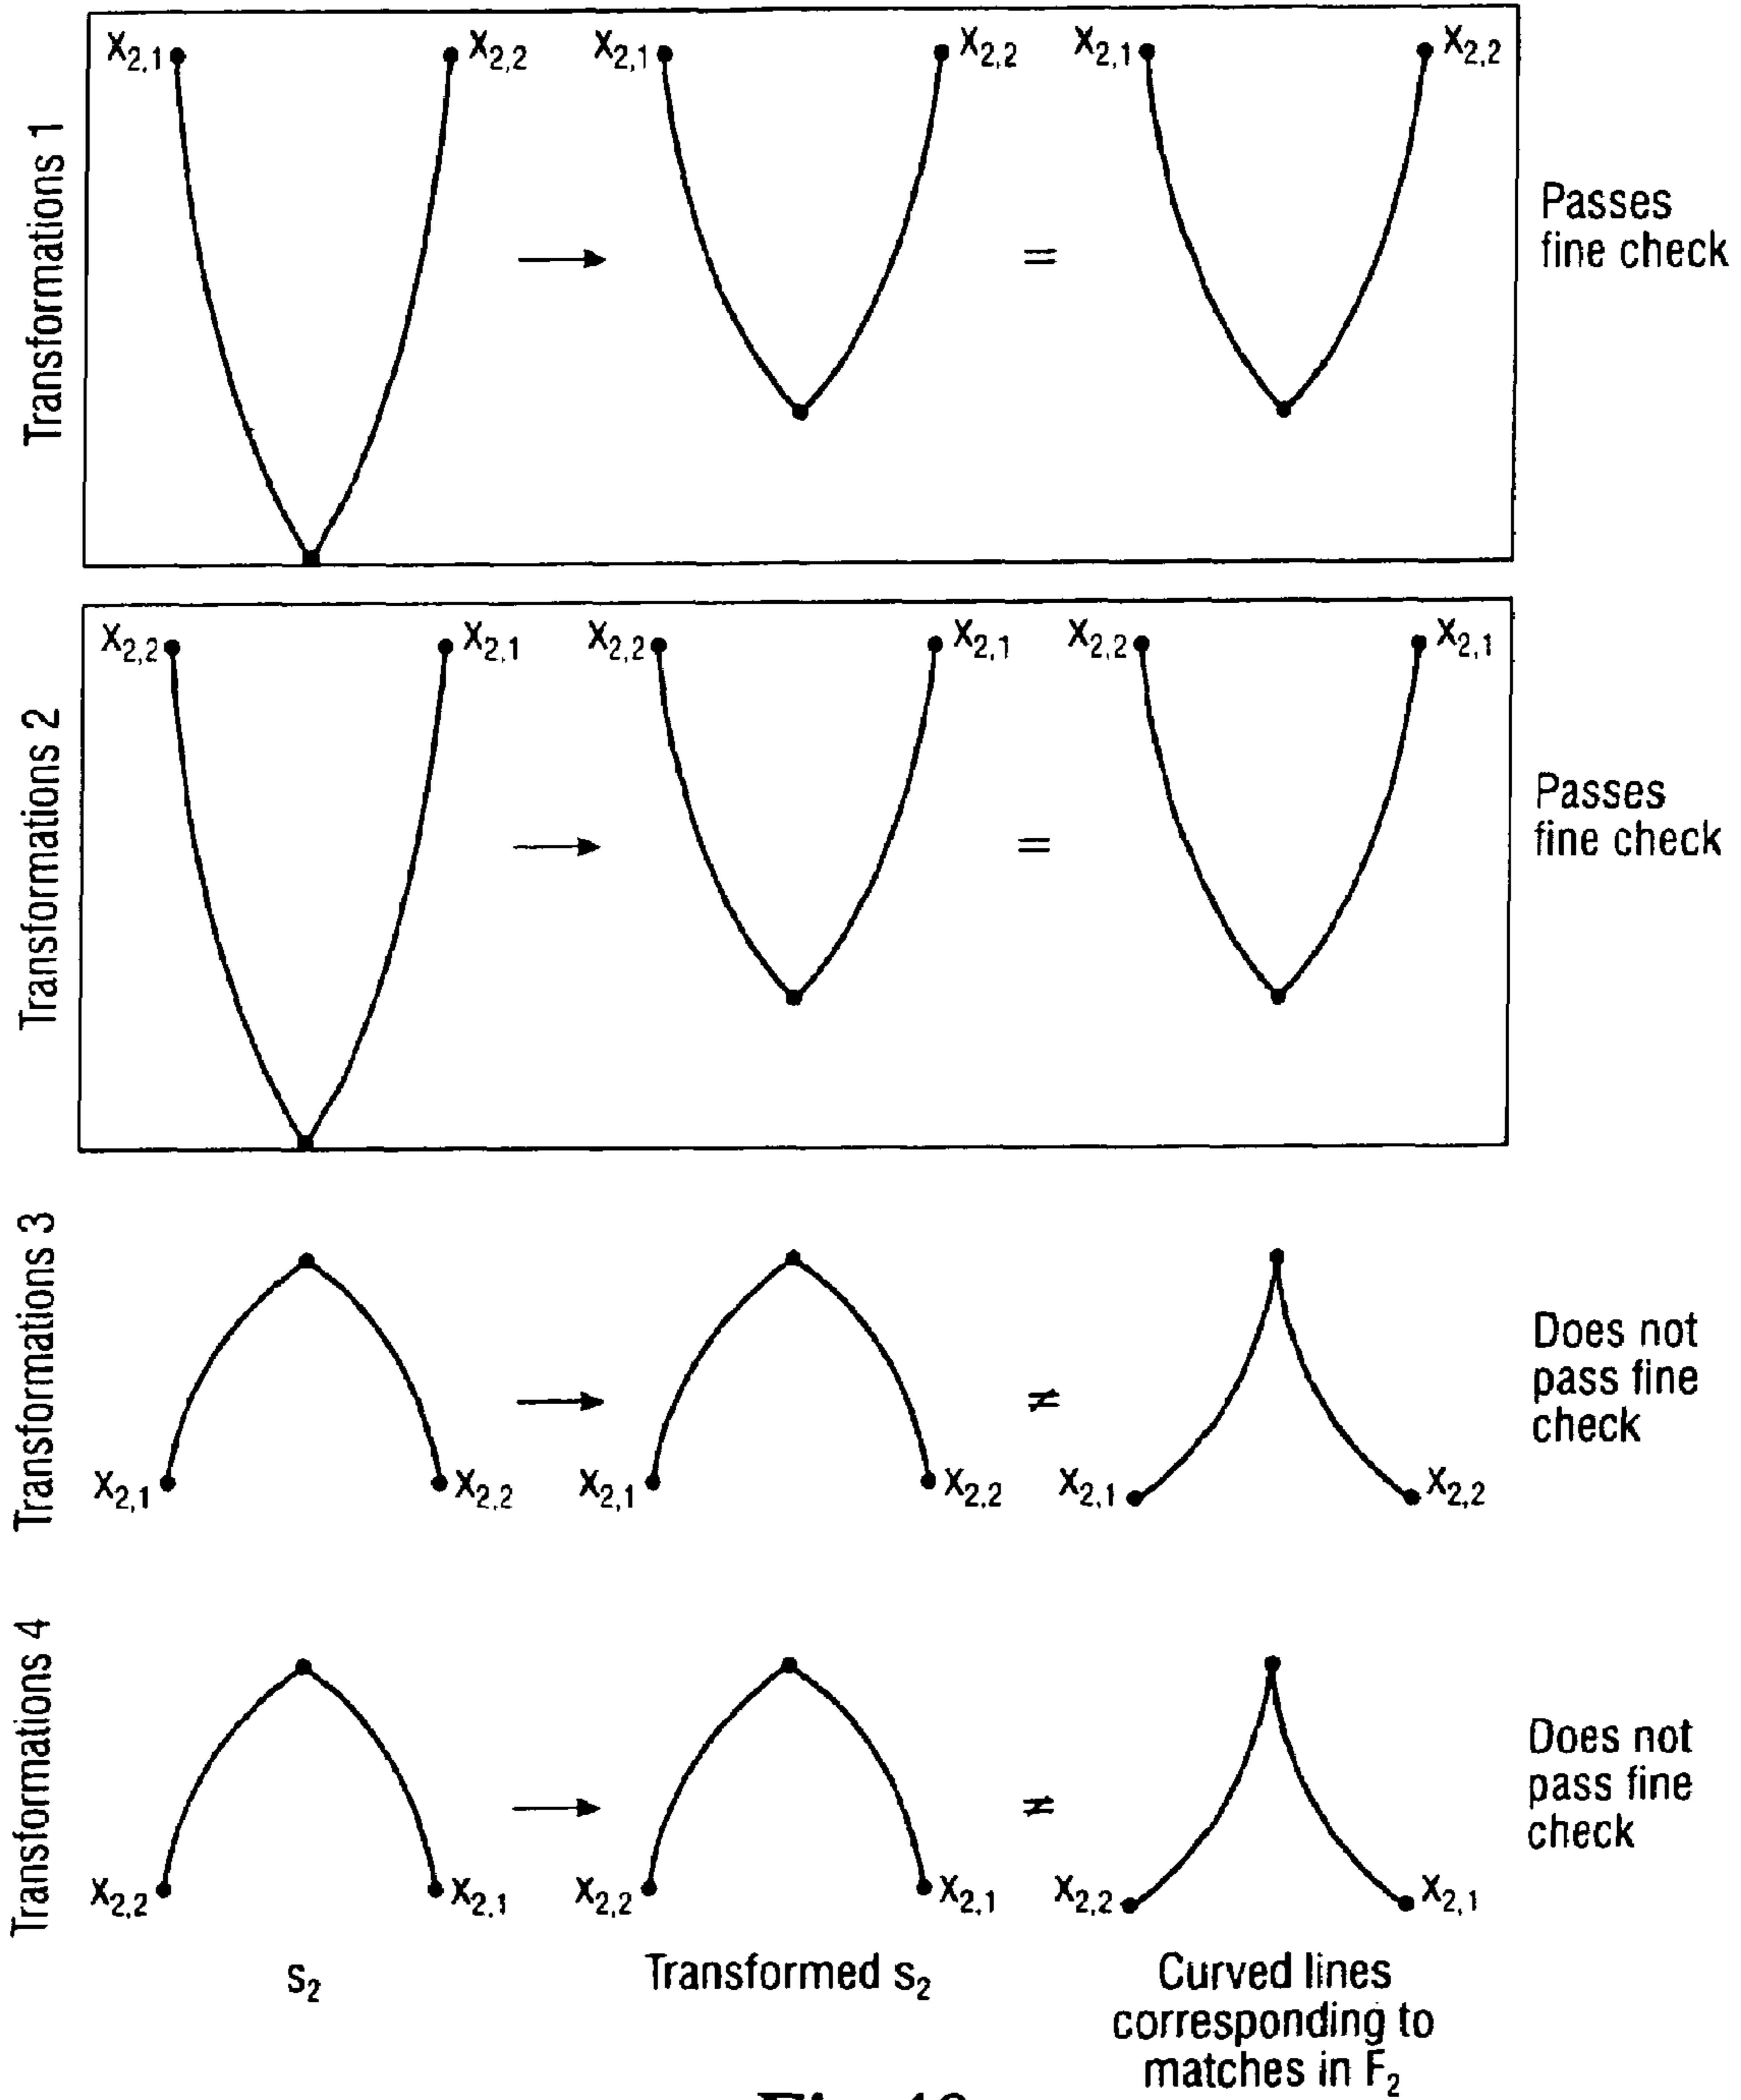 Transformations 1
X2,1 X2,2 X2,1 X2,2 X2,1 X2,2
→ =
Passes
fine check
Transformations 2
X2,2 X2,1 X2,2 X2,1 X2,2 X2,1
→ =
Passes
fine check
Transformations 3
→ ≠
Does not
pass fine
check
X2,1 X2,2 X2,1 X2,2 X2,1 X2,2
Transformations 4
→ ≠
Does not
pass fine
check
X2,2 X2,1 X2,2 X2,1 X2,2 X2,1
s2
Transformed s2
Curved lines
corresponding to
matches in F2